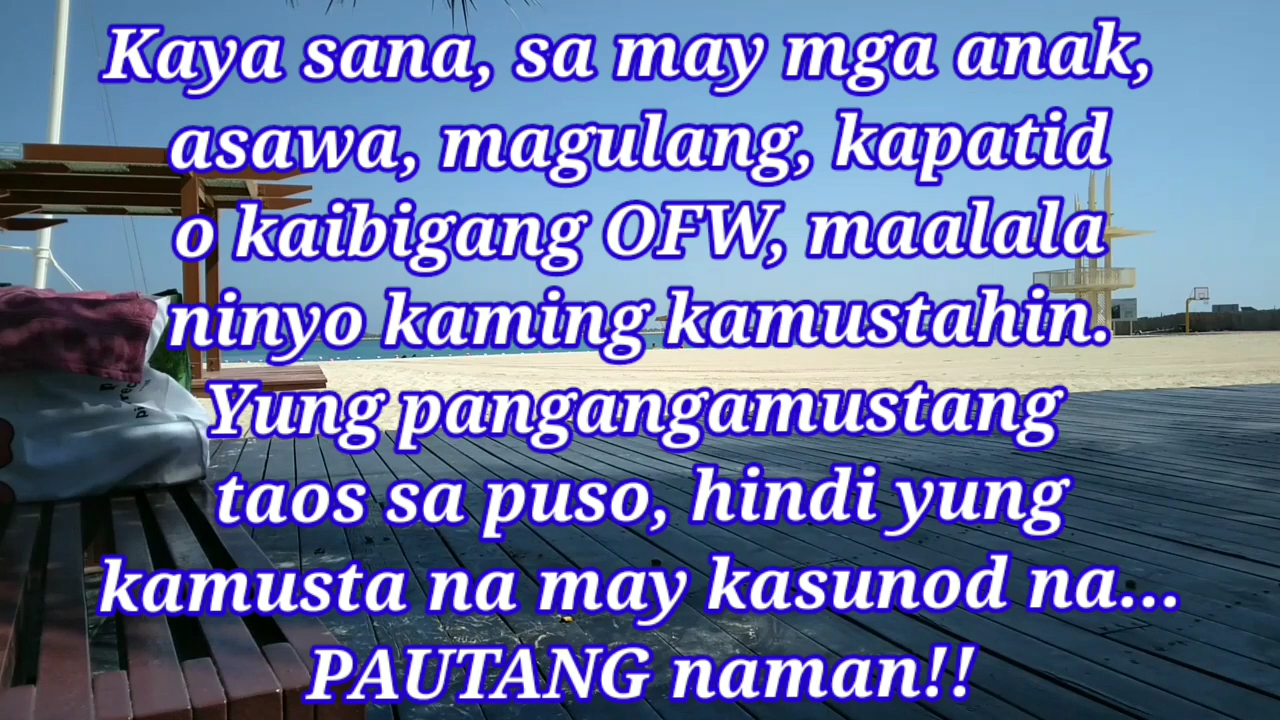 Kaya sana, sa may mga anak,
asawa, magulang, kapatid
o kaibigang OFW, maalala
ninyo kaming kamustahin.
Yung pangangamustang
taos sa puso, hindi yung
kamusta na may kasunod na...
PAUTANG naman!!